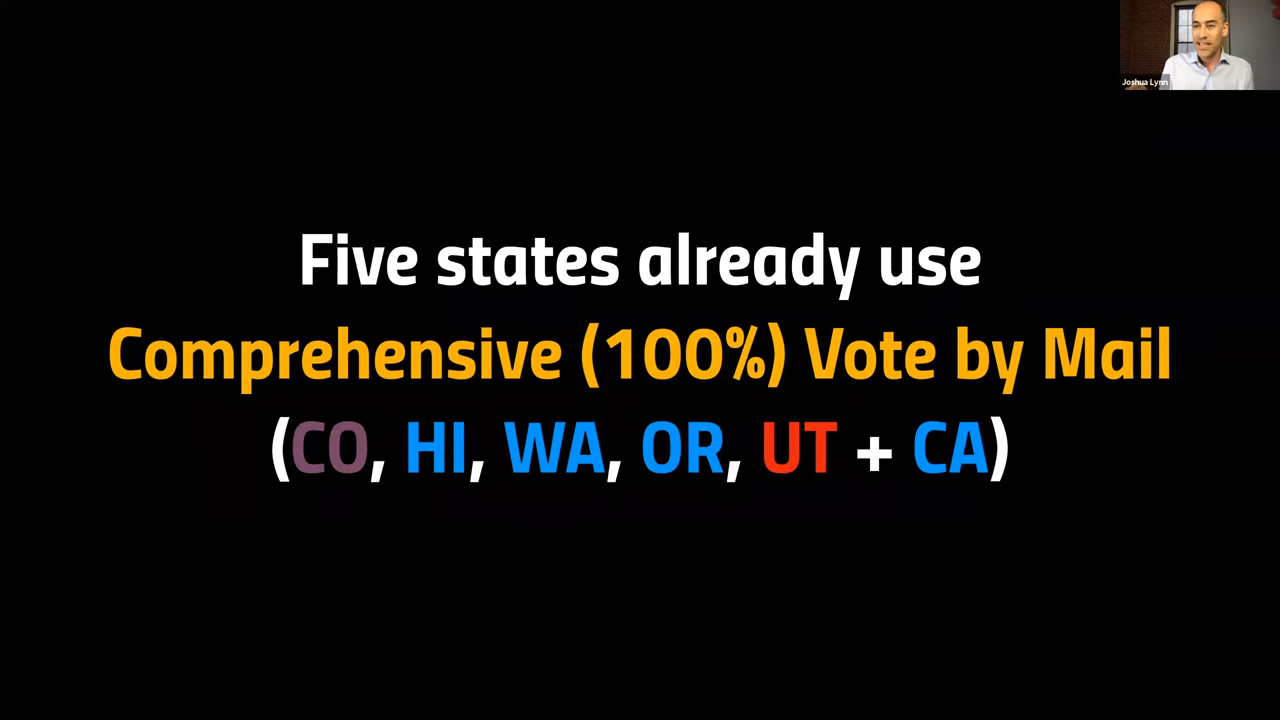 Joshua Lynn
Five states already use
Comprehensive (100%) Vote by Mail
(CO, HI, WA, OR, UT + CA)